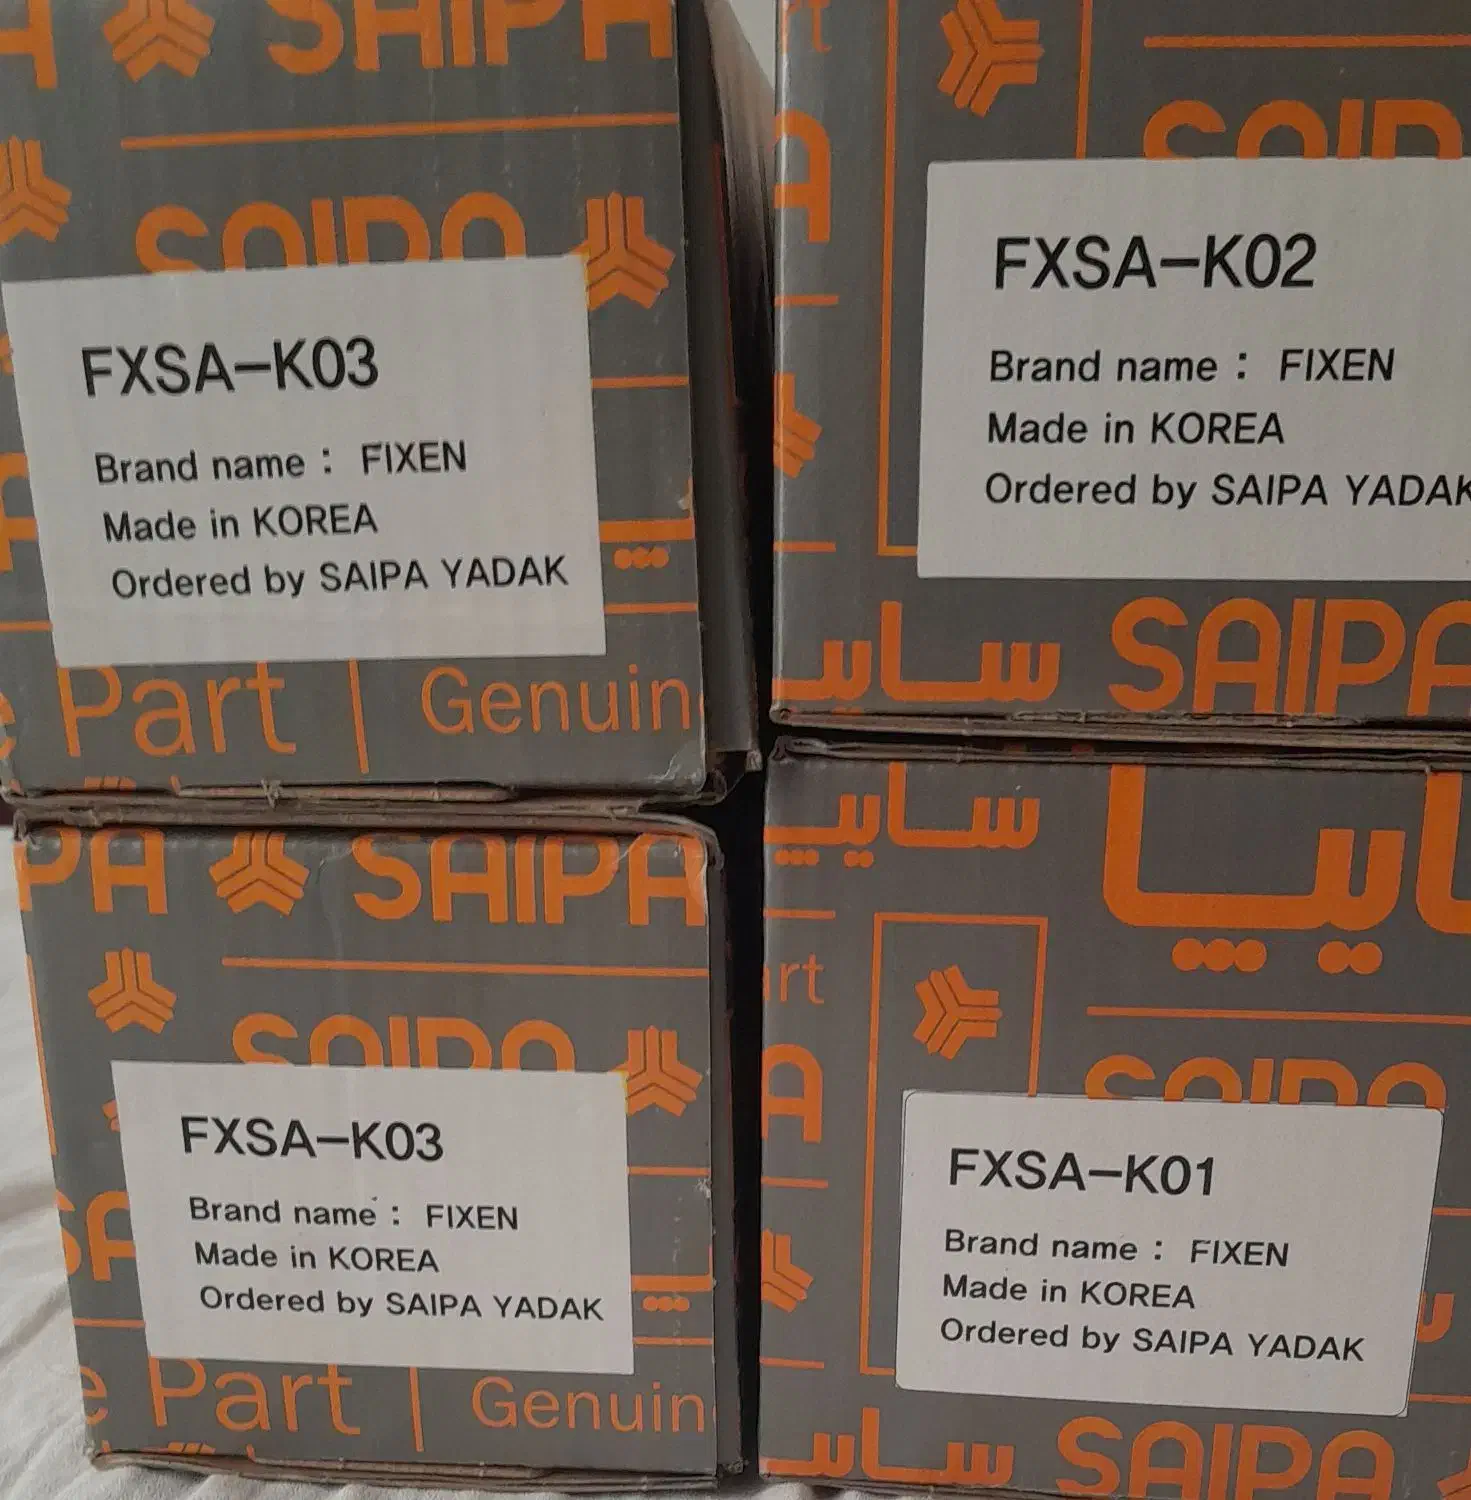 SAIPA
FXSA-K03
Brand name : FIXEN
Made in KOREA
Ordered by SAIPA YADAK
Part | Genuin
FXSA-K02
Brand name : FIXEN
Made in KOREA
Ordered by SAIPA YADAK
سایپا SAIPA
SAIPA
FXSA-K03
Brand name : FIXEN
Made in KOREA
Ordered by SAIPA YADAK
Part | Genuin
سایپا
rt
FXSA-K01
Brand name : FIXEN
Made in KOREA
Ordered by SAIPA YADAK
SAIPA